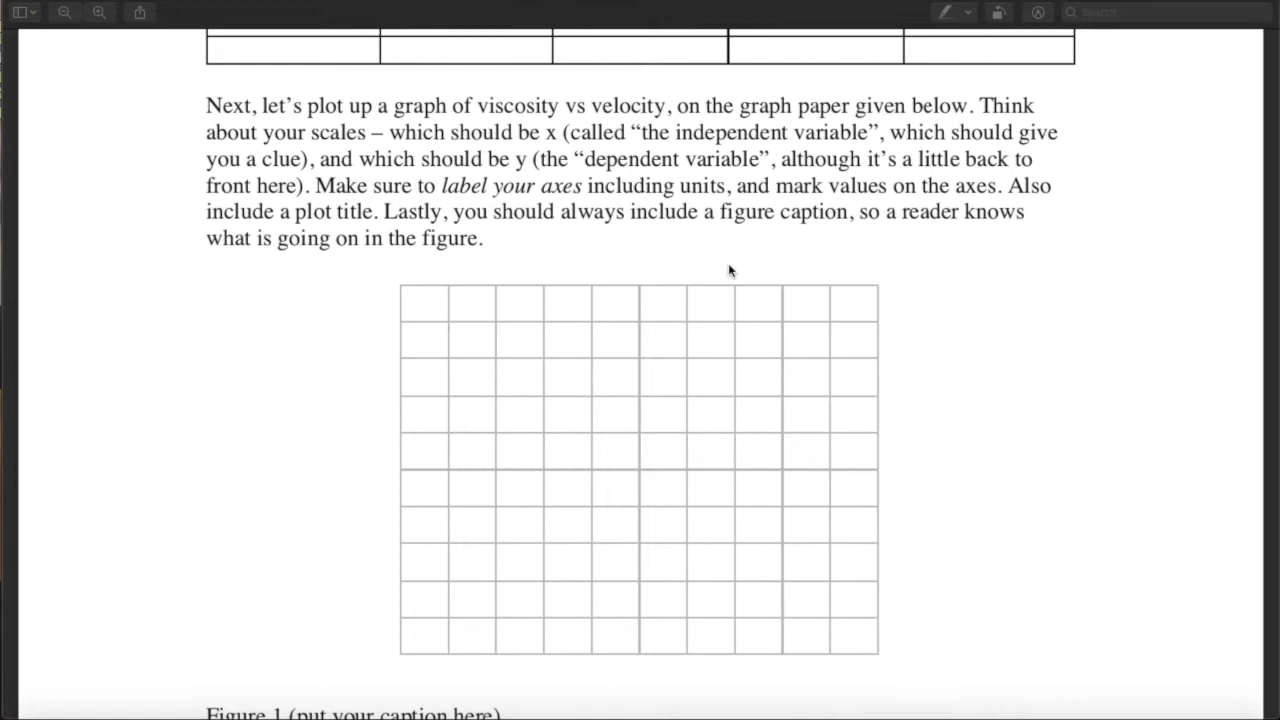 Search
Next, let’s plot up a graph of viscosity vs velocity, on the graph paper given below. Think
about your scales – which should be x (called “the independent variable”, which should give
you a clue), and which should be y (the “dependent variable”, although it’s a little back to
front here). Make sure to label your axes including units, and mark values on the axes. Also
include a plot title. Lastly, you should always include a figure caption, so a reader knows
what is going on in the figure.
Figure 1 (put your caption here)